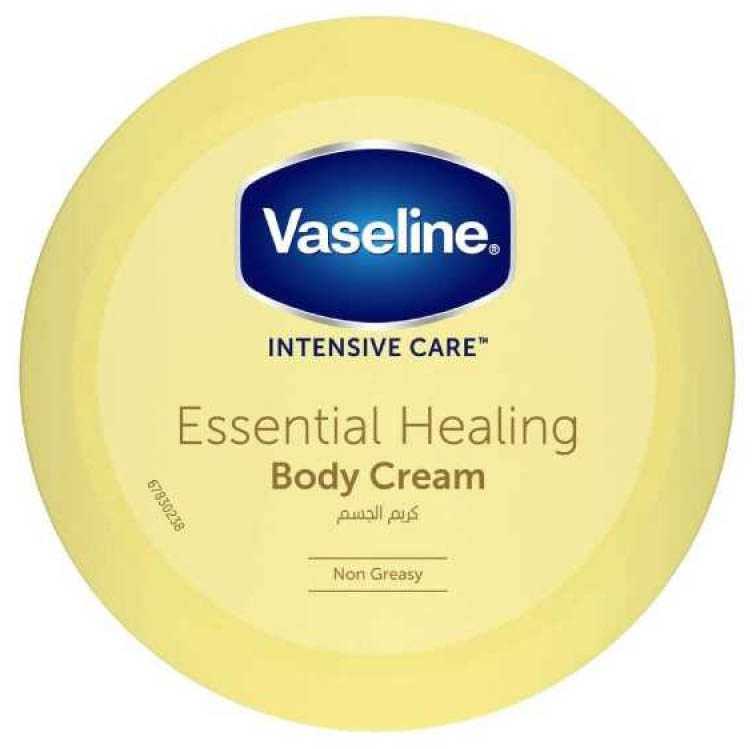 Vaseline®
INTENSIVE CARE™
Essential Healing
Body Cream
كريم الجسم
67830238
Non Greasy